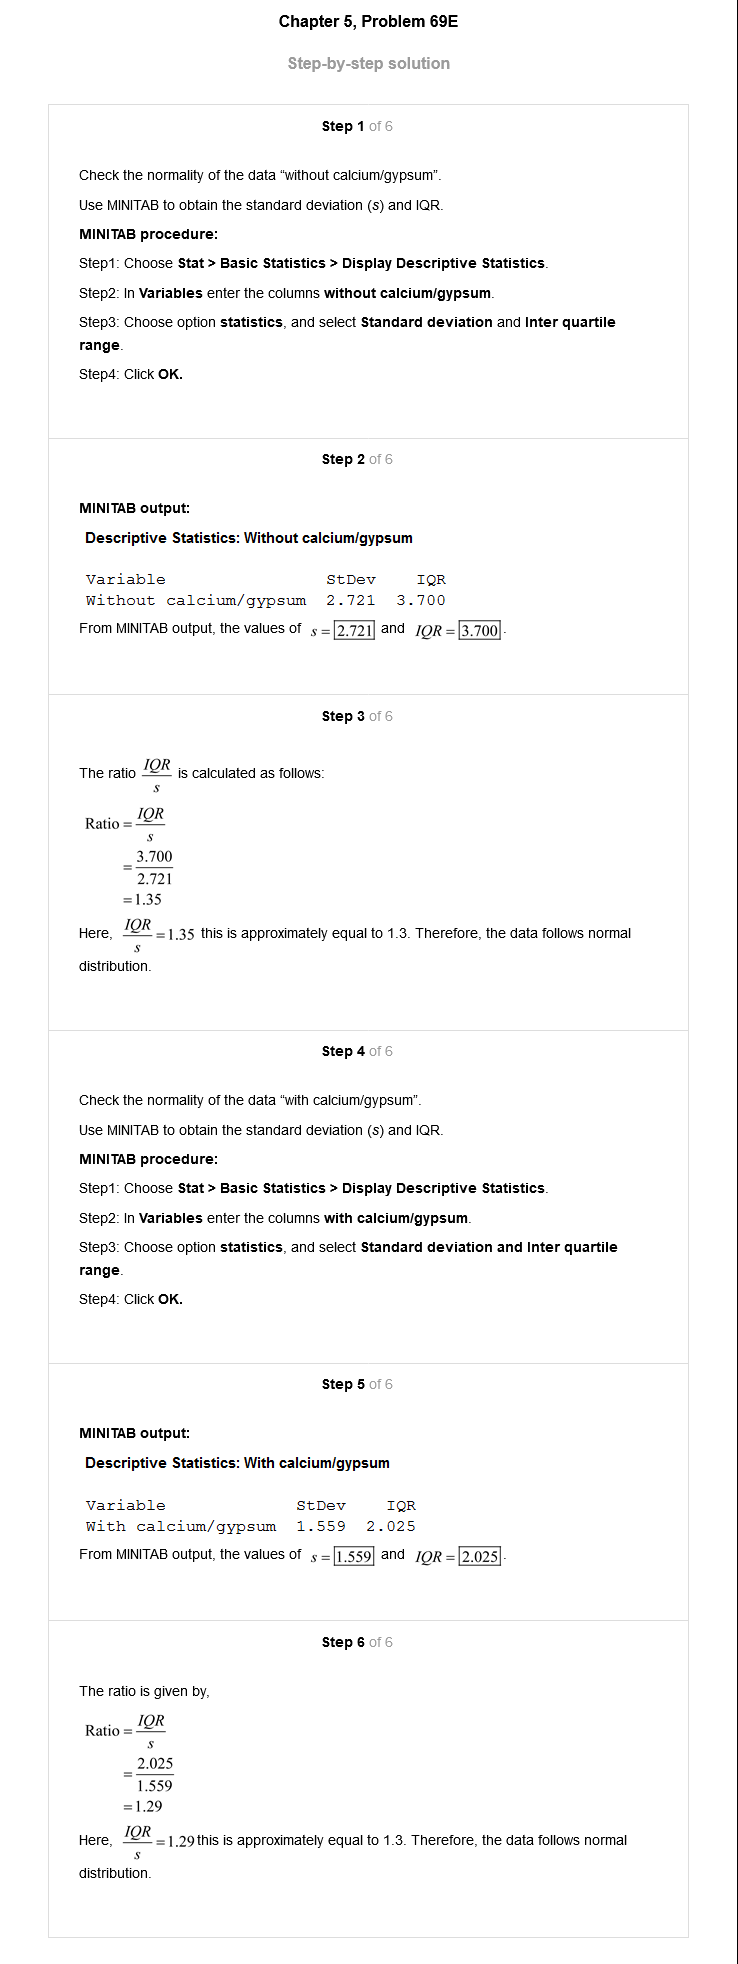 Chapter 5, Problem 69E
Step-by-step solution
Step 1 of 6
Check the normality of the data “without calcium/gypsum”.
Use MINITAB to obtain the standard deviation (s) and IQR.
MINITAB procedure:
Step1: Choose Stat > Basic Statistics > Display Descriptive Statistics.
Step2: In Variables enter the columns without calcium/gypsum.
Step3: Choose option statistics, and select Standard deviation and Inter quartile
range.
Step4: Click OK.
Step 2 of 6
MINITAB output:
Descriptive Statistics: Without calcium/gypsum
Variable StDev IQR
Without calcium/gypsum 2.721 3.700
From MINITAB output, the values of s = 2.721 and IQR = 3.700.
Step 3 of 6
The ratio IQR/s is calculated as follows:
Ratio = IQR/s
= 3.700/2.721
= 1.35
Here, IQR/s = 1.35 this is approximately equal to 1.3. Therefore, the data follows normal
distribution.
Step 4 of 6
Check the normality of the data “with calcium/gypsum”.
Use MINITAB to obtain the standard deviation (s) and IQR.
MINITAB procedure:
Step1: Choose Stat > Basic Statistics > Display Descriptive Statistics.
Step2: In Variables enter the columns with calcium/gypsum.
Step3: Choose option statistics, and select Standard deviation and Inter quartile
range.
Step4: Click OK.
Step 5 of 6
MINITAB output:
Descriptive Statistics: With calcium/gypsum
Variable StDev IQR
With calcium/gypsum 1.559 2.025
From MINITAB output, the values of s = 1.559 and IQR = 2.025.
Step 6 of 6
The ratio is given by,
Ratio = IQR/s
= 2.025/1.559
= 1.29
Here, IQR/s = 1.29 this is approximately equal to 1.3. Therefore, the data follows normal
distribution.